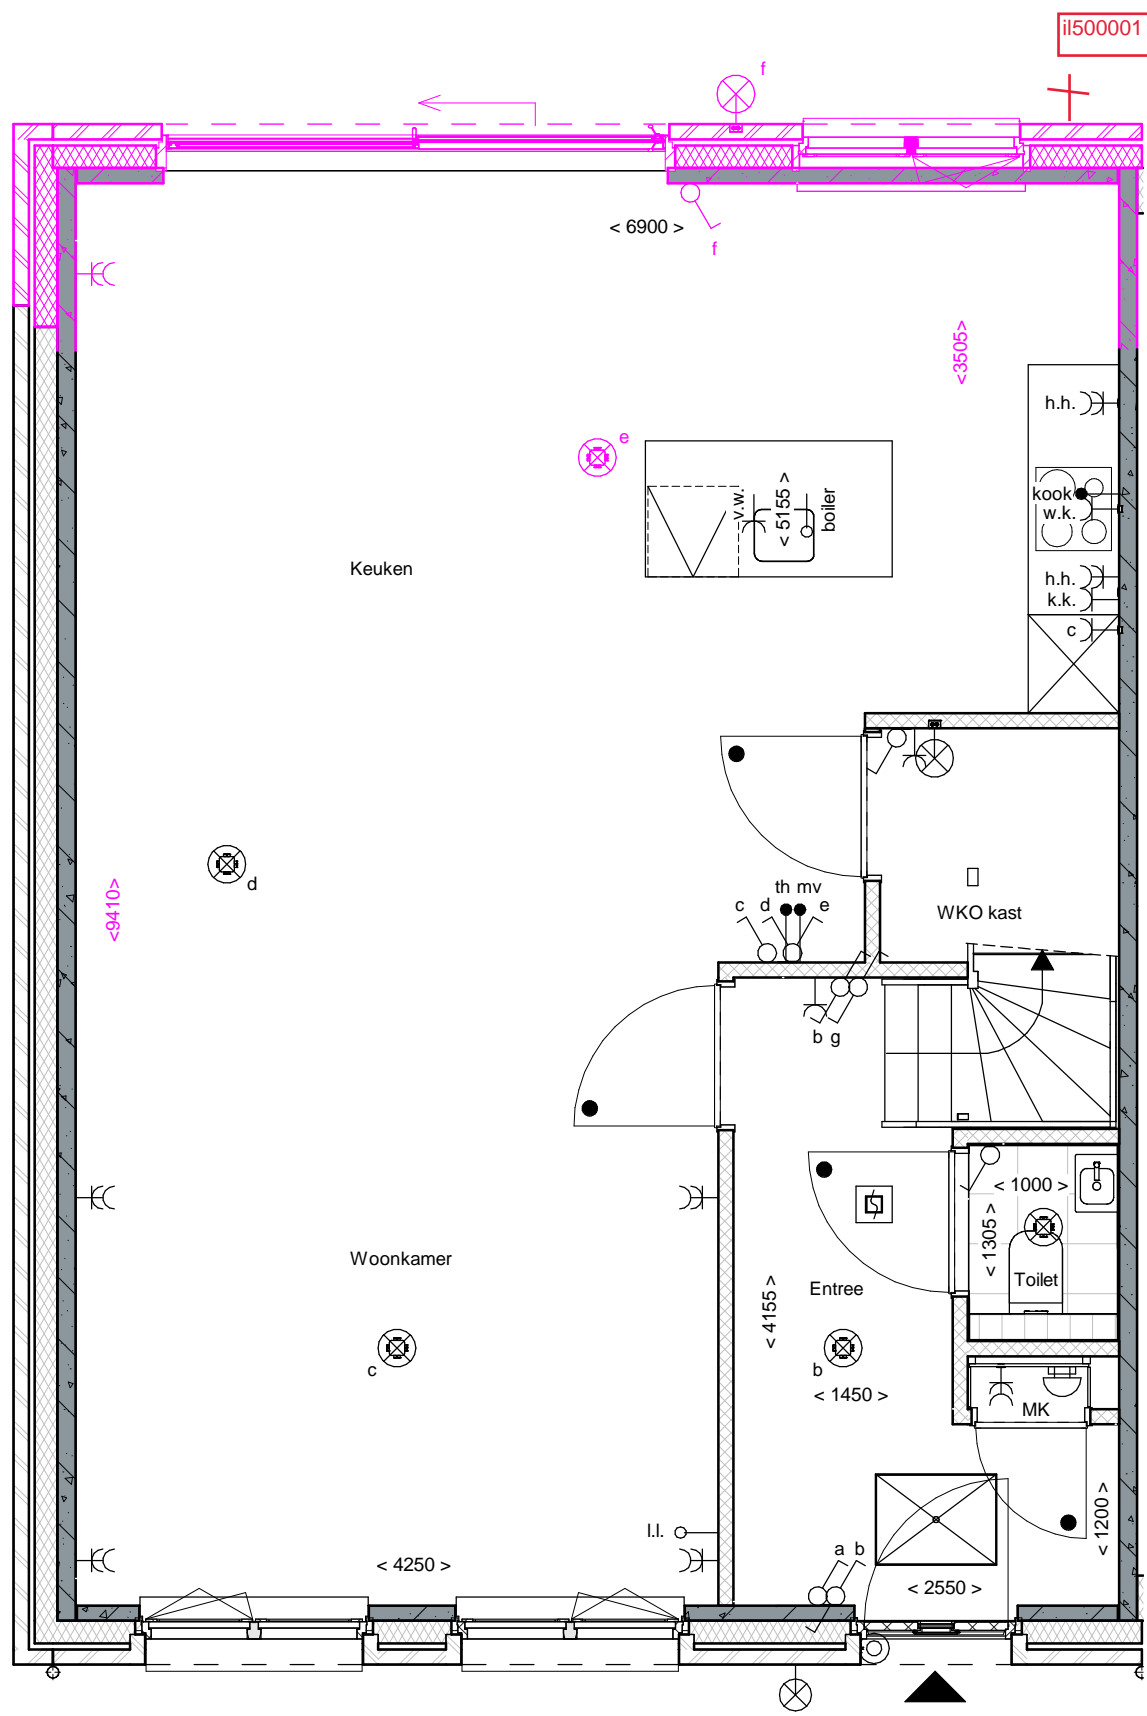 il500001
f
f
< 6900 >
<3505>
e
h.h.
kook
w.k.
v.w.
< 5155 >
boiler
Keuken
h.h.
k.k.
c
d
<9410>
th mv
c d e
WKO kast
b g
< 1000 >
< 1305 >
Toilet
Woonkamer
Entree
< 4155 >
c
b
< 1450 >
MK
l.l.
< 1200 >
a b
< 4250 >
< 2550 >